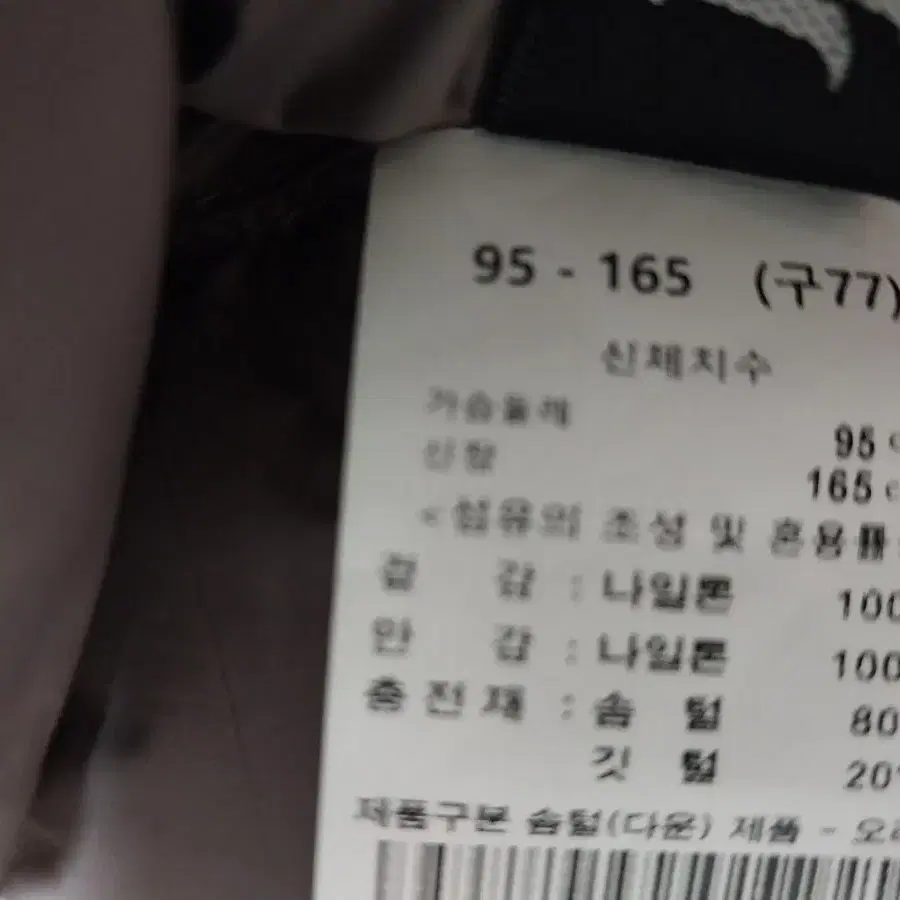 95 - 165 (구77)
신체치수
가슴둘레 95
신장 165
<섬유의 조성 및 혼용
겉 감 : 나일론 100
안 감 : 나일론 100
충전재 : 솜 털 80
깃 털 20
제품구분 솜털(다운) 제품 - 오리